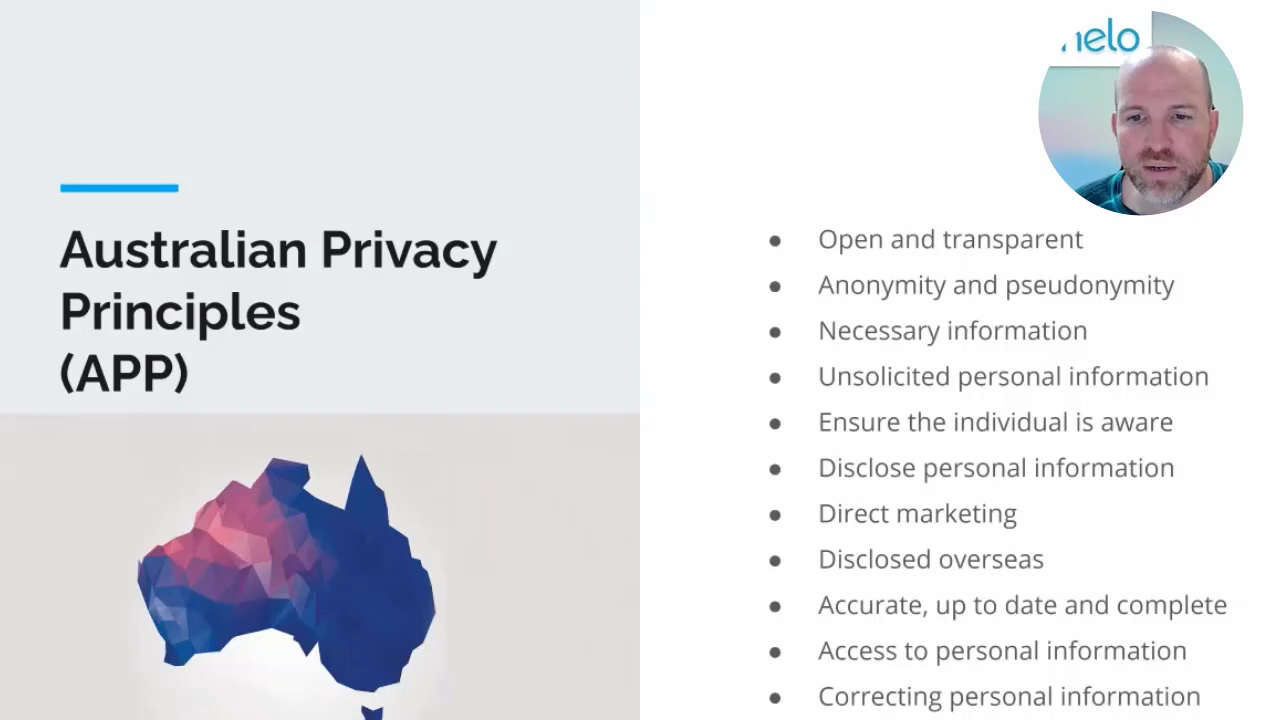 Australian Privacy
Principles
(APP)
● Open and transparent
● Anonymity and pseudonymity
● Necessary information
● Unsolicited personal information
● Ensure the individual is aware
● Disclose personal information
● Direct marketing
● Disclosed overseas
● Accurate, up to date and complete
● Access to personal information
● Correcting personal information